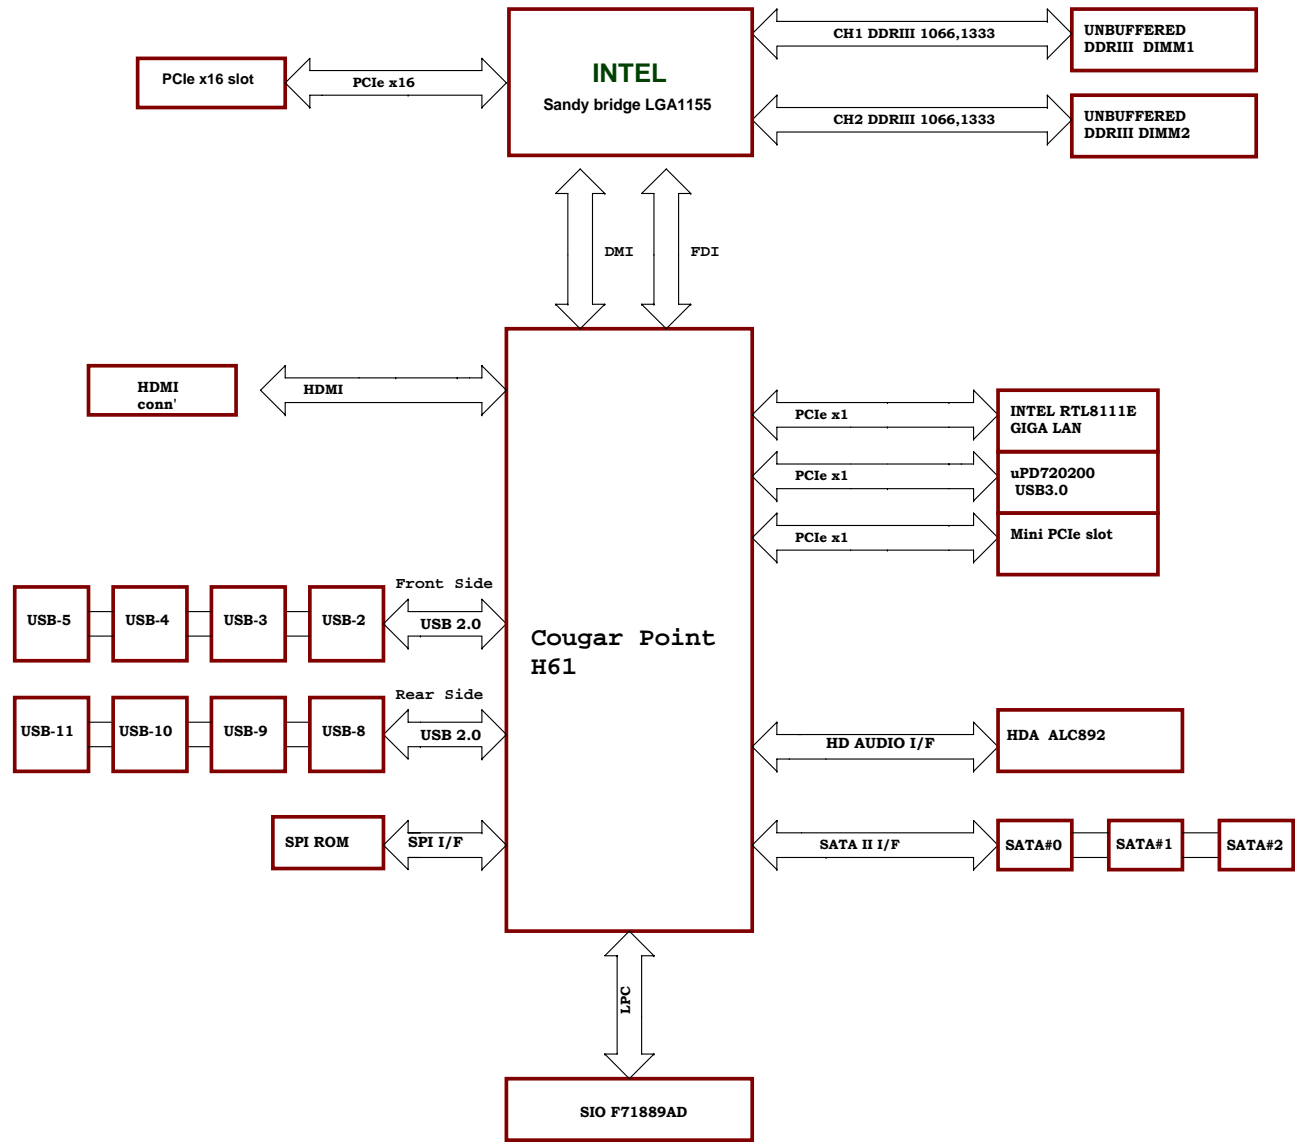 CH1 DDRIII 1066,1333
UNBUFFERED
DDRIII DIMM1
INTEL
Sandy bridge LGA1155
PCIe x16 slot
PCIe x16
CH2 DDRIII 1066,1333
UNBUFFERED
DDRIII DIMM2
DMI
FDI
HDMI
conn'
HDMI
PCIe x1
INTEL RTL8111E
GIGA LAN
PCIe x1
uPD720200
USB3.0
PCIe x1
Mini PCIe slot
Front Side
USB-5
USB-4
USB-3
USB-2
USB 2.0
Cougar Point
H61
Rear Side
USB-11
USB-10
USB-9
USB-8
USB 2.0
HD AUDIO I/F
HDA ALC892
SPI ROM
SPI I/F
SATA II I/F
SATA#0
SATA#1
SATA#2
LPC
SIO F71889AD